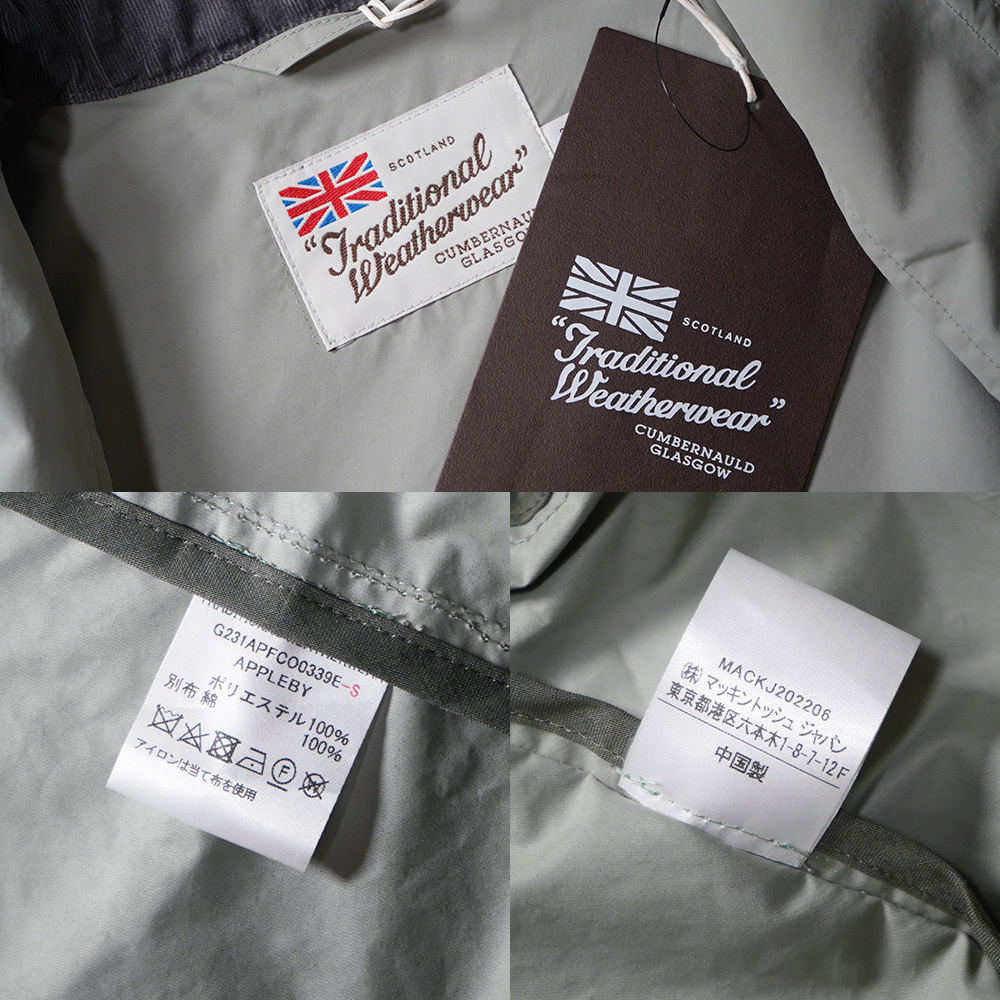 SCOTLAND
"Traditional
Weatherwear"
CUMBERNAULD
GLASGOW
SCOTLAND
"Traditional
Weatherwear"
CUMBERNAULD
GLASGOW
G231APFCO0339E-S
APPLEBY
ポリエステル100%
別布 綿 100%
F
アイロンは当て布を使用
MACKJ202206
(株)マッキントッシュ ジャパン
東京都港区六本木1-8-7-12F
中国製